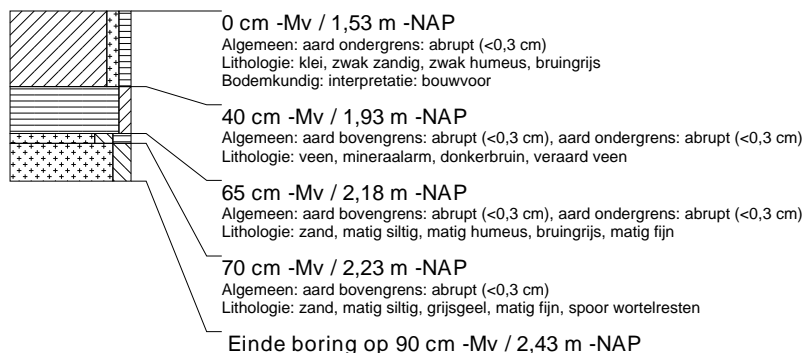 0 cm -Mv / 1,53 m -NAP
Algemeen: aard ondergrens: abrupt (<0,3 cm)
Lithologie: klei, zwak zandig, zwak humeus, bruingrijs
Bodemkundig: interpretatie: bouwvoor
40 cm -Mv / 1,93 m -NAP
Algemeen: aard bovengrens: abrupt (<0,3 cm), aard ondergrens: abrupt (<0,3 cm)
Lithologie: veen, mineraalarm, donkerbruin, veraard veen
65 cm -Mv / 2,18 m -NAP
Algemeen: aard bovengrens: abrupt (<0,3 cm), aard ondergrens: abrupt (<0,3 cm)
Lithologie: zand, matig siltig, matig humeus, bruingrijs, matig fijn
70 cm -Mv / 2,23 m -NAP
Algemeen: aard bovengrens: abrupt (<0,3 cm)
Lithologie: zand, matig siltig, grijsgeel, matig fijn, spoor wortelresten
Einde boring op 90 cm -Mv / 2,43 m -NAP